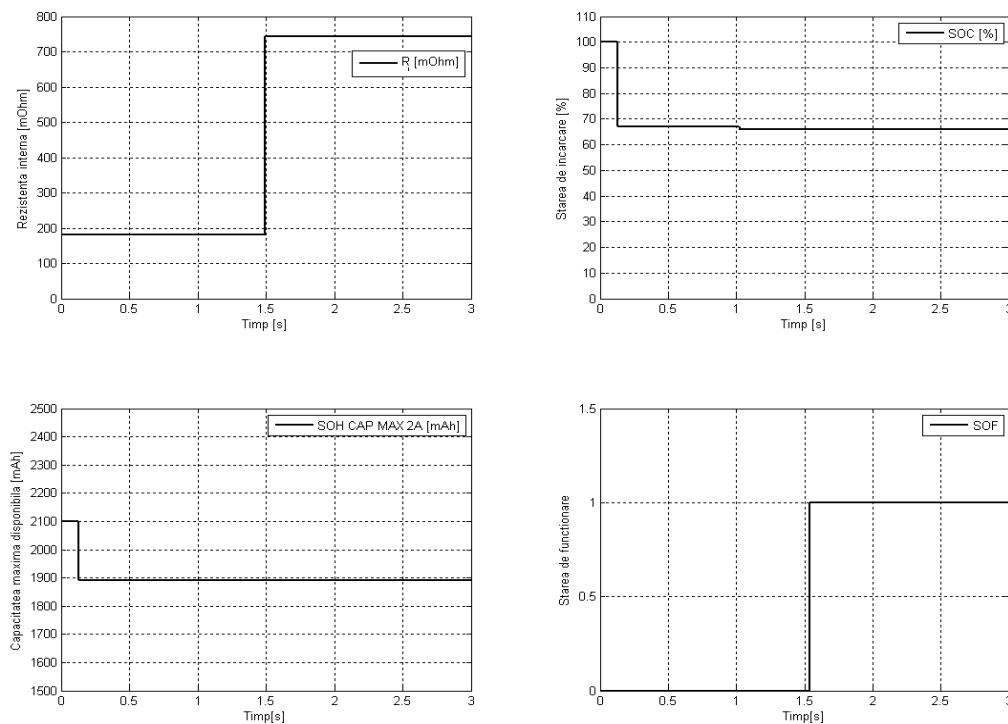 800
700
600
500
400
300
200
100
0
Rezistenta interna [mOhm]
R_i [mOhm]
0 0.5 1 1.5 2 2.5 3
Timp [s]
110
100
90
80
70
60
50
40
30
20
10
0
Starea de incarcare [%]
SOC [%]
0 0.5 1 1.5 2 2.5 3
Timp [s]
2500
2400
2300
2200
2100
2000
1900
1800
1700
1600
1500
Capacitatea maxima disponibila [mAh]
SOH CAP MAX 2A [mAh]
0 0.5 1 1.5 2 2.5 3
Timp[s]
1.5
1
0.5
0
Starea de functionare
SOF
0 0.5 1 1.5 2 2.5 3
Timp[s]